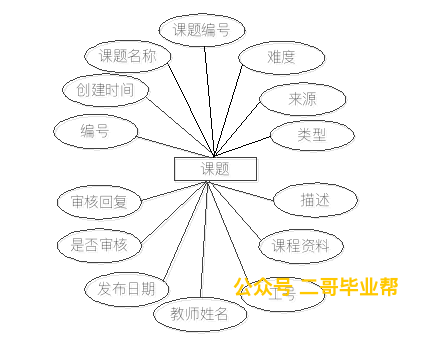 课题编号
课题名称
难度
创建时间
来源
编号
类型
课题
审核回复
描述
是否审核
课程资料
发布日期
工号
公众号 二哥毕业帮
教师姓名